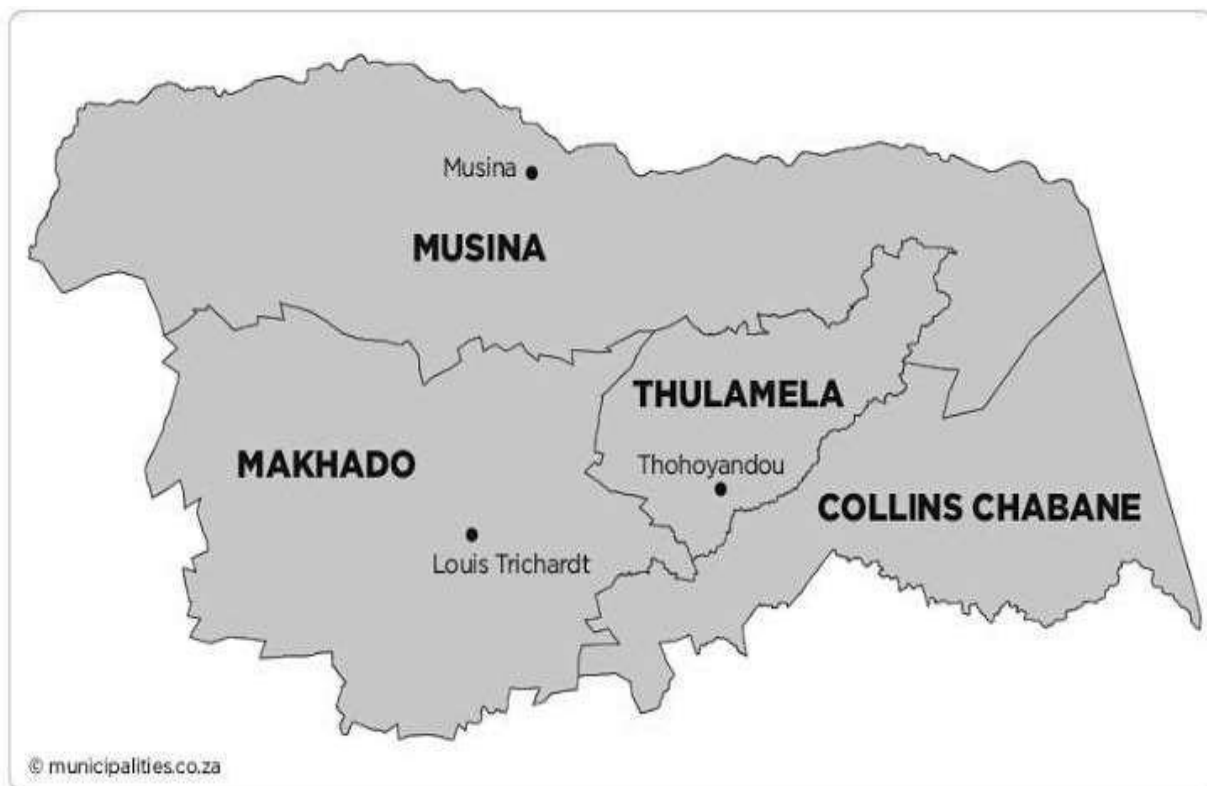 Musina
MUSINA
THULAMELA
MAKHADO
Thohoyandou
COLLINS CHABANE
Louis Trichardt
© municipalities.co.za